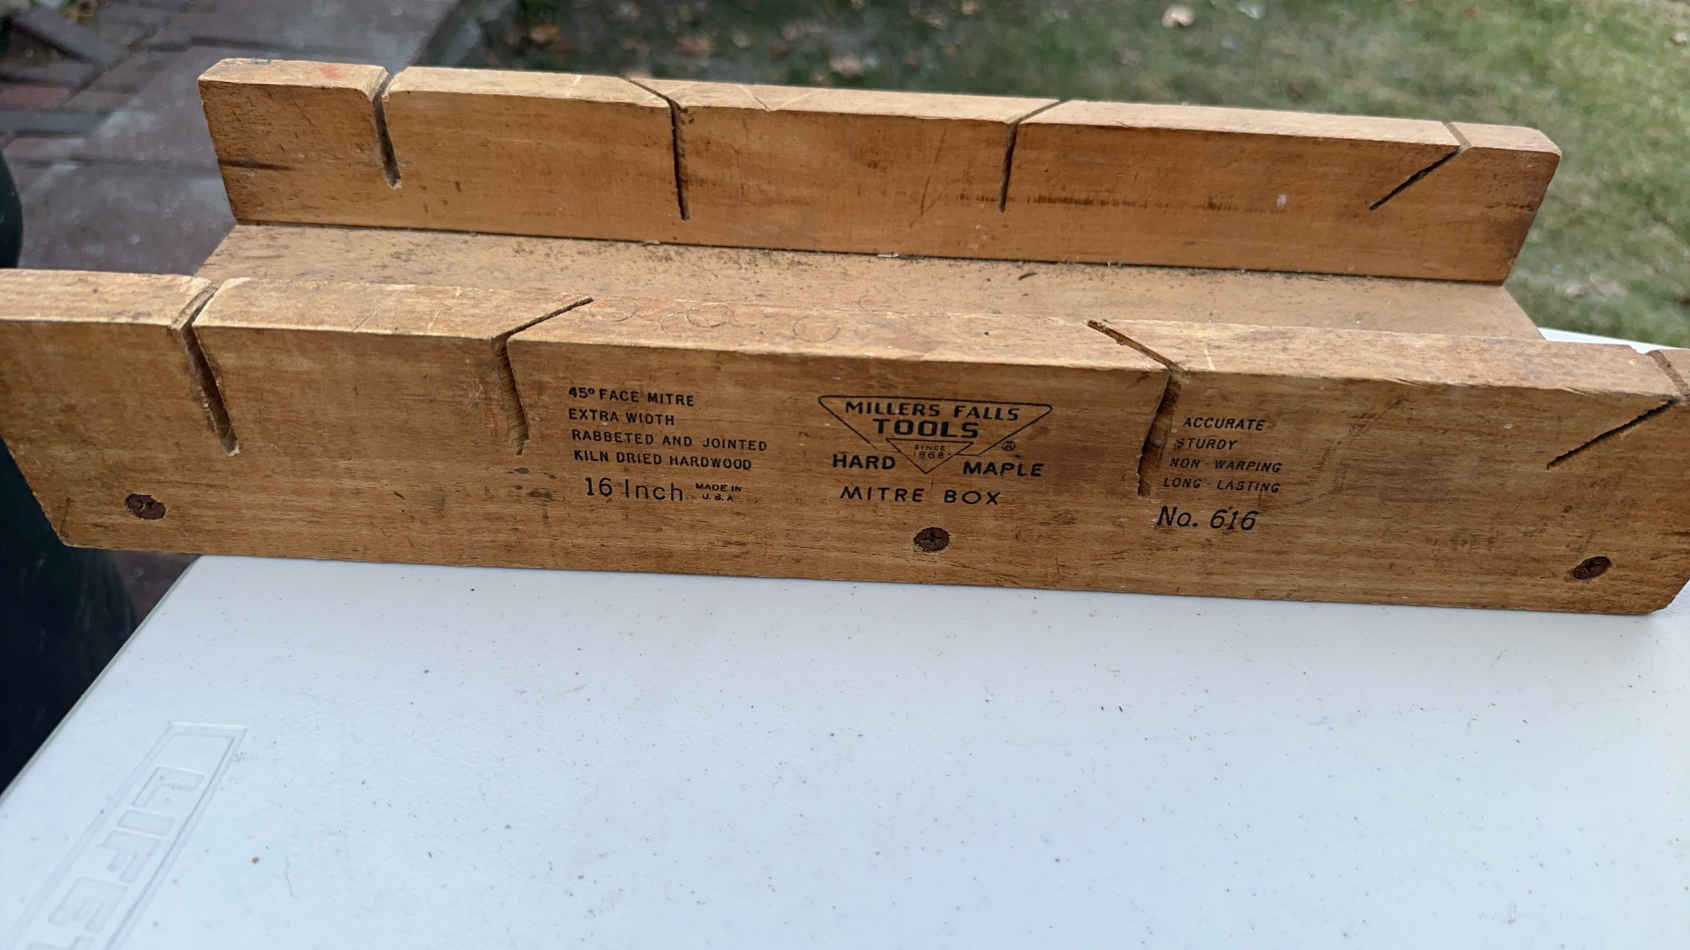 45° FACE MITRE
EXTRA WIDTH
RABBETED AND JOINTED
KILN DRIED HARDWOOD
16 Inch MADE IN U.S.A
MILLERS FALLS
TOOLS
SINCE
1868
®
HARD MAPLE
MITRE BOX
ACCURATE
STURDY
NON-WARPING
LONG-LASTING
No. 616
LIFE